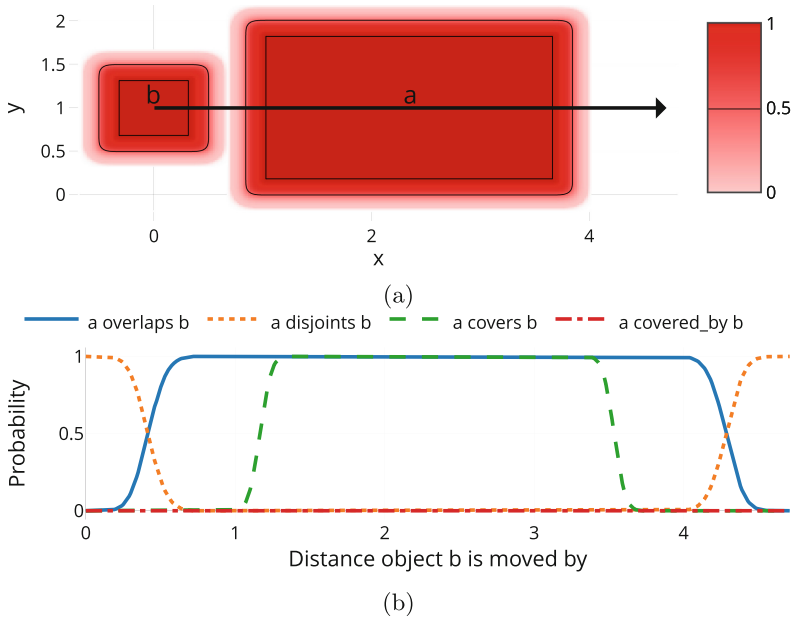 2
1.5
1
0.5
0
y
b
a
0
2
4
x
1
0.5
0
(a)
a overlaps b
a disjoints b
a covers b
a covered_by b
1
0.5
0
Probability
0
1
2
3
4
Distance object b is moved by
(b)